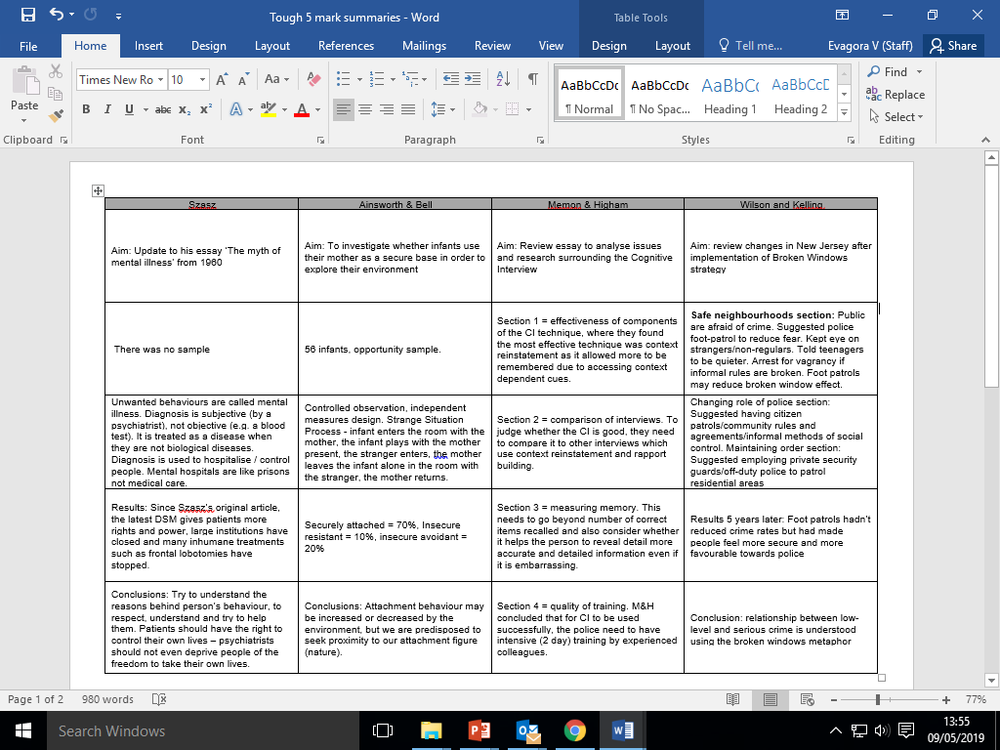 Tough 5 mark summaries - Word
Table Tools
File Home Insert Design Layout References Mailings Review View Design Layout Tell me... Evagora V (Staff) Share
Paste
Clipboard
Times New Ro 10
Aa
B I U abc x₂ x²
Font
Paragraph
AaBbCcDc AaBbCcDc AaBbCc AaBbCcD
¶ Normal ¶ No Spac... Heading 1 Heading 2
Styles
Find
Replace
Select
Editing
Szasz
Aim: Update to his essay 'The myth of
mental illness' from 1960
There was no sample
Unwanted behaviours are called mental
illness. Diagnosis is subjective (by a
psychiatrist), not objective (e.g. a blood
test). It is treated as a disease when
they are not biological diseases.
Diagnosis is used to hospitalise / control
people. Mental hospitals are like prisons
not medical care.
Results: Since Szasz's original article,
the latest DSM gives patients more
rights and power, large institutions have
closed and many inhumane treatments
such as frontal lobotomies have
stopped.
Conclusions: Try to understand the
reasons behind person's behaviour, to
respect, understand and try to help
them. Patients should have the right to
control their own lives – psychiatrists
should not even deprive people of the
freedom to take their own lives.
Ainsworth & Bell
Aim: To investigate whether infants use
their mother as a secure base in order to
explore their environment
56 infants, opportunity sample.
Controlled observation, independent
measures design. Strange Situation
Process - infant enters the room with the
mother, the infant plays with the mother
present, the stranger enters, the mother
leaves the infant alone in the room with
the stranger, the mother returns.
Securely attached = 70%, Insecure
resistant = 10%, insecure avoidant =
20%
Conclusions: Attachment behaviour may
be increased or decreased by the
environment, but we are predisposed to
seek proximity to our attachment figure
(nature).
Memon & Higham
Aim: Review essay to analyse issues
and research surrounding the Cognitive
Interview
Section 1 = effectiveness of components
of the CI technique, where they found
the most effective technique was context
reinstatement as it allowed more to be
remembered due to accessing context
dependent cues.
Section 2 = comparison of interviews. To
judge whether the CI is good, they need
to compare it to other interviews which
use context reinstatement and rapport
building.
Section 3 = measuring memory. This
needs to go beyond number of correct
items recalled and also consider whether
it helps the person to reveal detail more
accurate and detailed information even if
it is embarrassing.
Section 4 = quality of training. M&H
concluded that for CI to be used
successfully, the police need to have
intensive (2 day) training by experienced
colleagues.
Wilson and Kelling.
Aim: review changes in New Jersey after
implementation of Broken Windows
strategy
Safe neighbourhoods section: Public
are afraid of crime. Suggested police
foot-patrol to reduce fear. Kept eye on
strangers/non-regulars. Told teenagers
to be quieter. Arrest for vagrancy if
informal rules are broken. Foot patrols
may reduce broken window effect.
Changing role of police section:
Suggested having citizen
patrols/community rules and
agreements/informal methods of social
control. Maintaining order section:
Suggested employing private security
guards/off-duty police to patrol
residential areas
Results 5 years later: Foot patrols hadn't
reduced crime rates but had made
people feel more secure and more
favourable towards police
Conclusion: relationship between low-
level and serious crime is understood
using the broken windows metaphor
Page 1 of 2 980 words 77%
Search Windows
13:55
09/05/2019